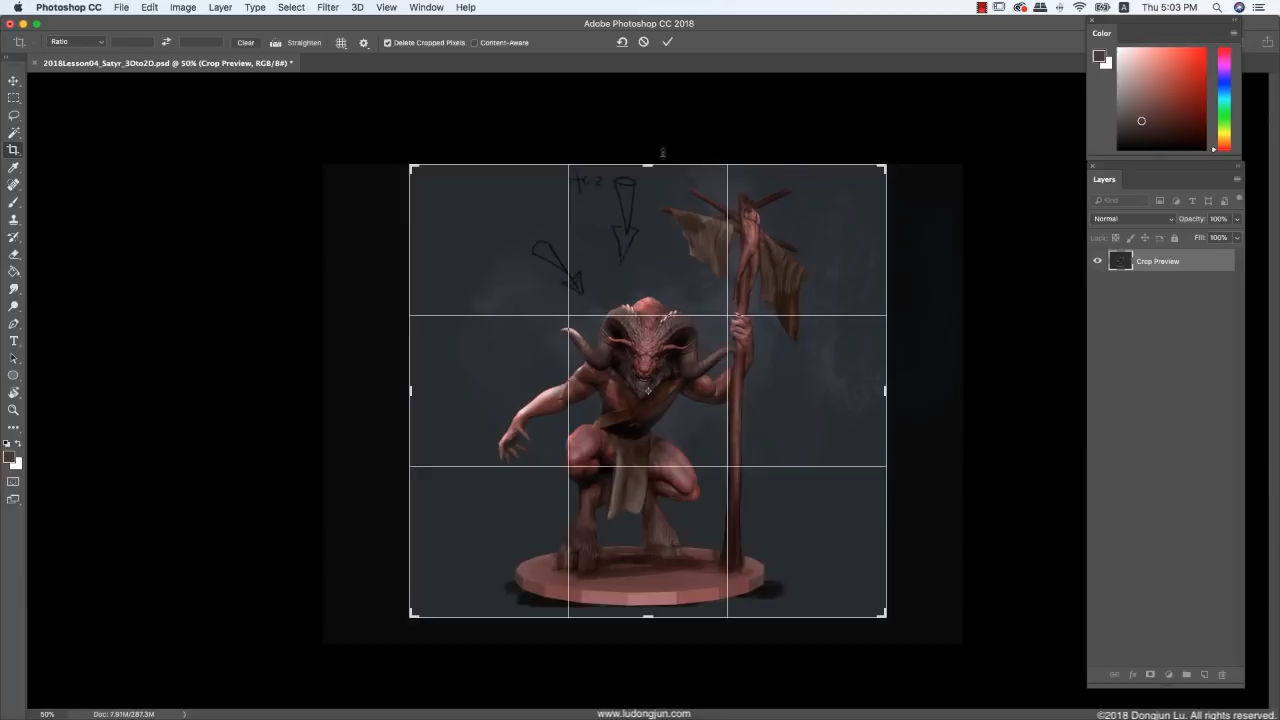 Photoshop CC File Edit Image Layer Type Select Filter 3D View Window Help A Thu 5:03 PM
Adobe Photoshop CC 2018
Ratio Clear Straighten Delete Cropped Pixels Content-Aware
2018Lesson04_Satyr_3Dto2D.psd @ 50% (Crop Preview, RGB/8#) *
Color
Layers
Kind
Normal Opacity: 100%
Lock: Fill: 100%
Crop Preview
50% Doc: 7.91M/287.3M
www.ludongjun.com
©2018 Dongjun Lu. All rights reserved.